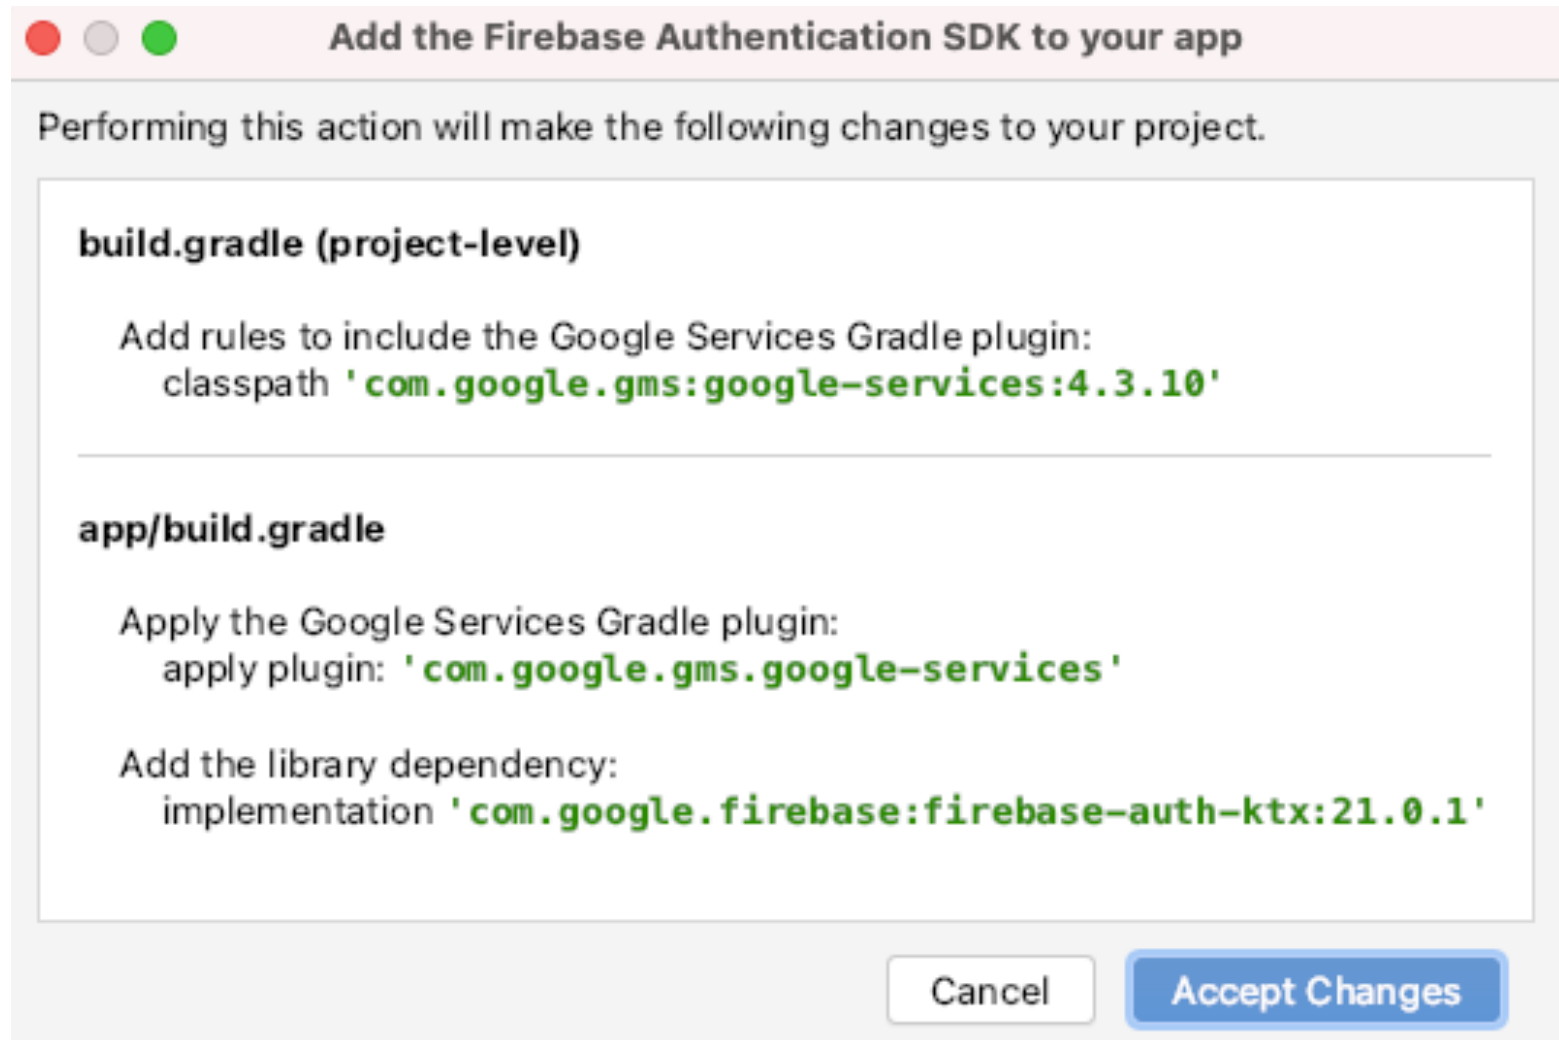 Add the Firebase Authentication SDK to your app
Performing this action will make the following changes to your project.
build.gradle (project-level)
Add rules to include the Google Services Gradle plugin:
classpath 'com.google.gms:google-services:4.3.10'
app/build.gradle
Apply the Google Services Gradle plugin:
apply plugin: 'com.google.gms.google-services'
Add the library dependency:
implementation 'com.google.firebase:firebase-auth-ktx:21.0.1'
Cancel
Accept Changes